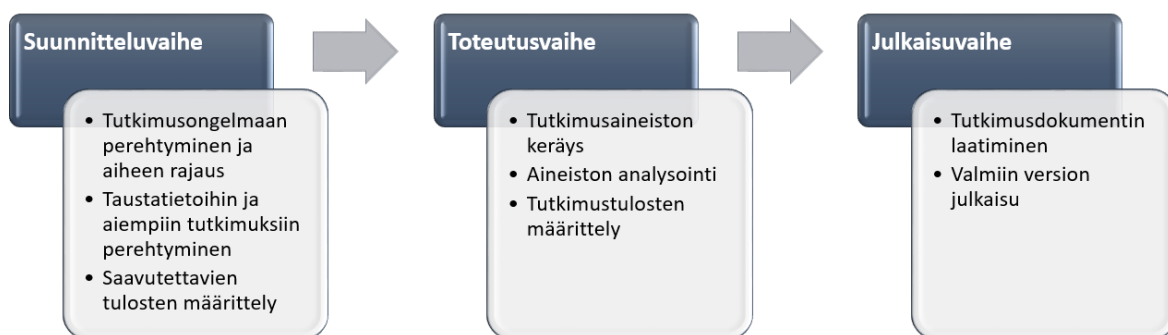 Suunnitteluvaihe
• Tutkimusongelmaan
perehtyminen ja
aiheen rajaus
• Taustatietoihin ja
aiempiin tutkimuksiin
perehtyminen
• Saavutettavien
tulosten määrittely
Toteutusvaihe
• Tutkimusaineiston
keräys
• Aineiston analysointi
• Tutkimustulosten
määrittely
Julkaisuvaihe
• Tutkimusdokumentin
laatiminen
• Valmiin version
julkaisu